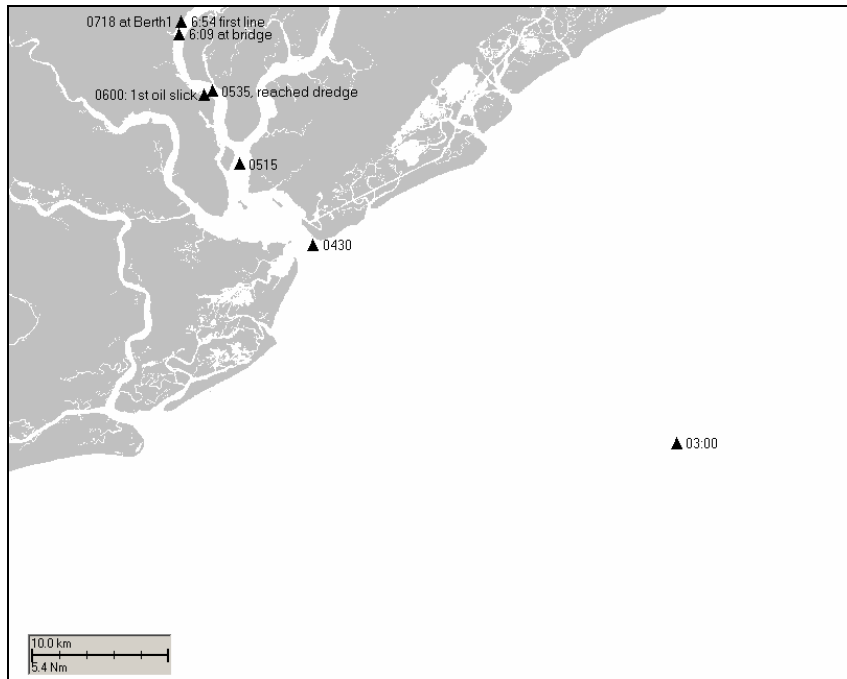 0718 at Berth1 6:54 first line
6:09 at bridge
0535, reached dredge
0600: 1st oil slick
0515
0430
03:00
10.0 km
5.4 Nm